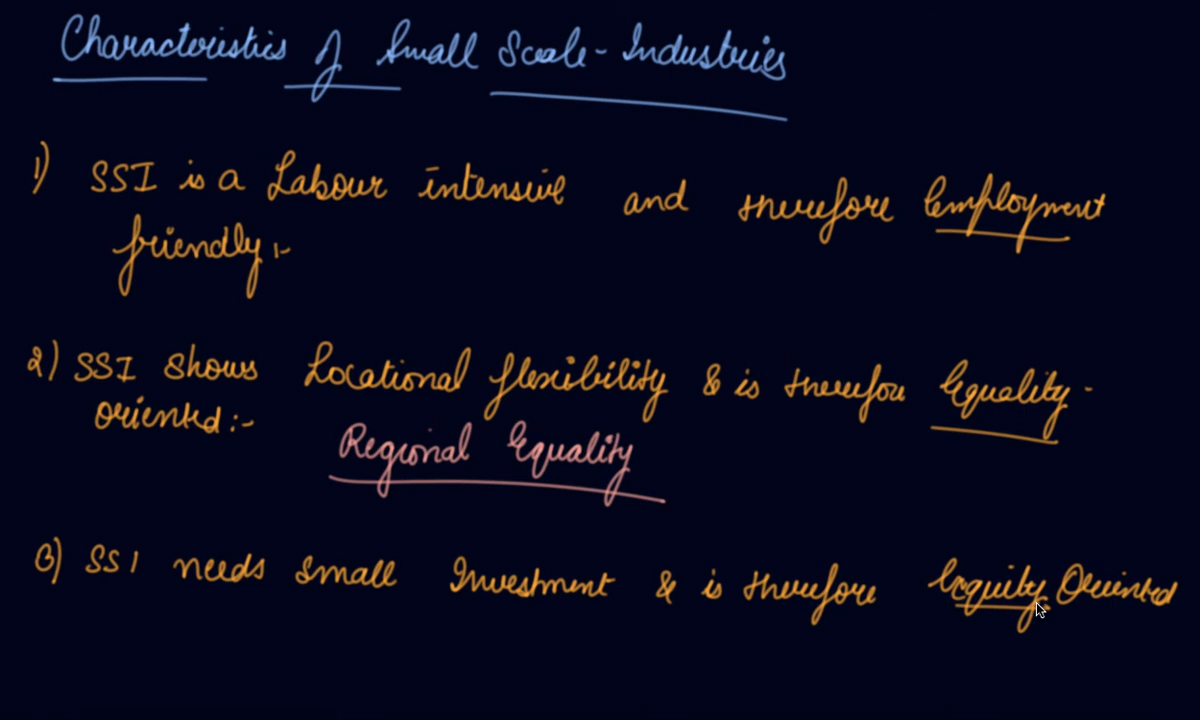 Characteristics of Small Scale-Industries
1) SSI is a Labour intensive and therefore Employment
friendly:-
2) SSI shows Locational flexibility & is therefore Equality-
oriented:-
Regional Equality
3) SSI needs small Investment & is therefore Equity Oriented